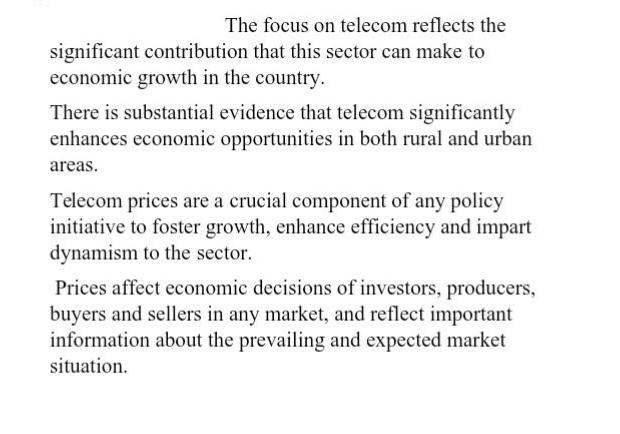 The focus on telecom reflects the
significant contribution that this sector can make to
economic growth in the country.
There is substantial evidence that telecom significantly
enhances economic opportunities in both rural and urban
areas.
Telecom prices are a crucial component of any policy
initiative to foster growth, enhance efficiency and impart
dynamism to the sector.
Prices affect economic decisions of investors, producers,
buyers and sellers in any market, and reflect important
information about the prevailing and expected market
situation.